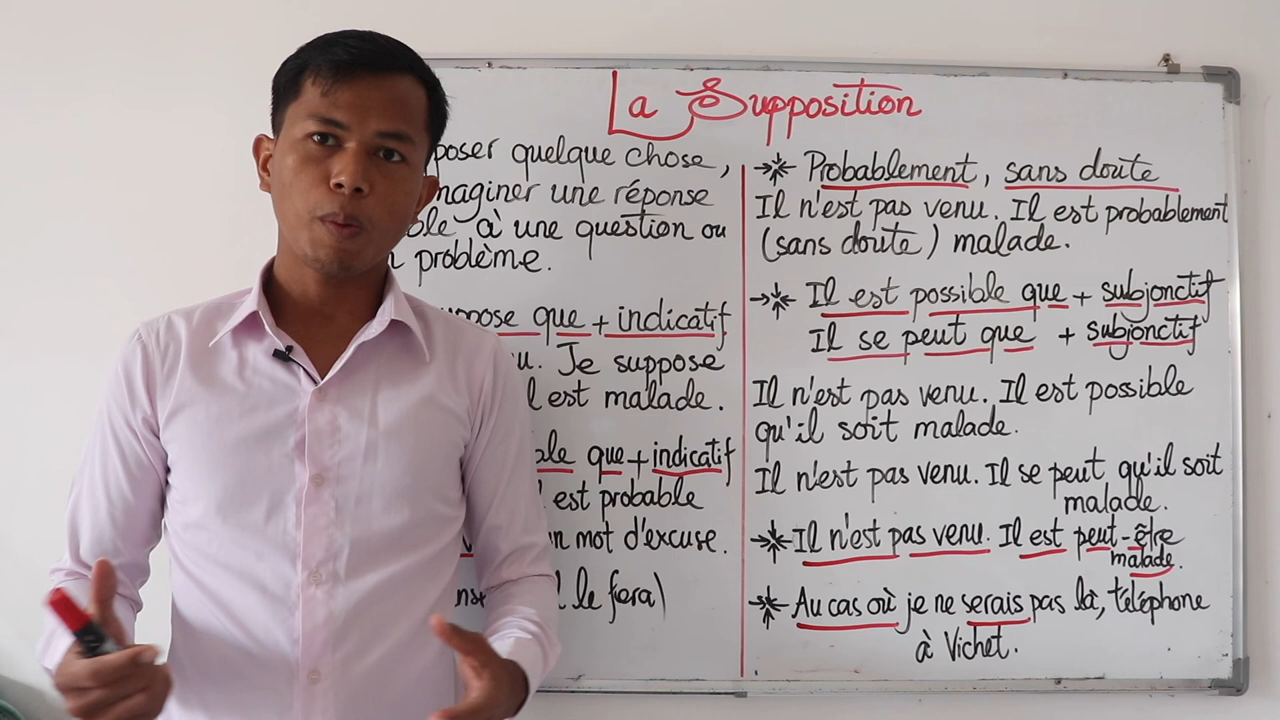 La Supposition
poser quelque chose,
maginer une réponse
ble à une question ou
problème.
ppose que + indicatif
u. Je suppose
l est malade.
ble que + indicatif
est probable
n mot d'excuse.
l le fera)
Probablement, sans doute
Il n'est pas venu. Il est probablement
(sans doute) malade.
Il est possible que + subjonctif
Il se peut que + subjonctif
Il n'est pas venu. Il est possible
qu'il soit malade.
Il n'est pas venu. Il se peut qu'il soit
malade.
Il n'est pas venu. Il est peut-être
malade.
Au cas où je ne serais pas là, téléphone
à Vichet.